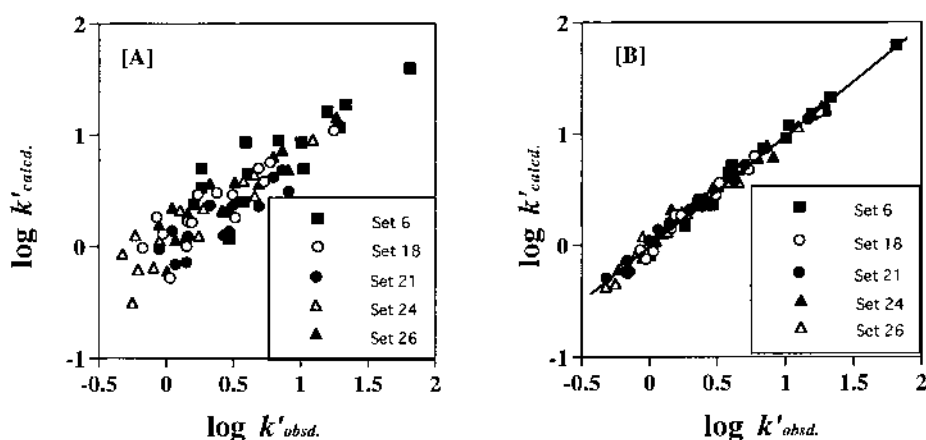 [A]
2
1
0
-1
log k'calcd.
Set 6
Set 18
Set 21
Set 24
Set 26
-0.5 0 0.5 1 1.5 2
log k'obsd.
[B]
2
1
0
-1
log k'calcd.
Set 6
Set 18
Set 21
Set 24
Set 26
-0.5 0 0.5 1 1.5 2
log k'obsd.